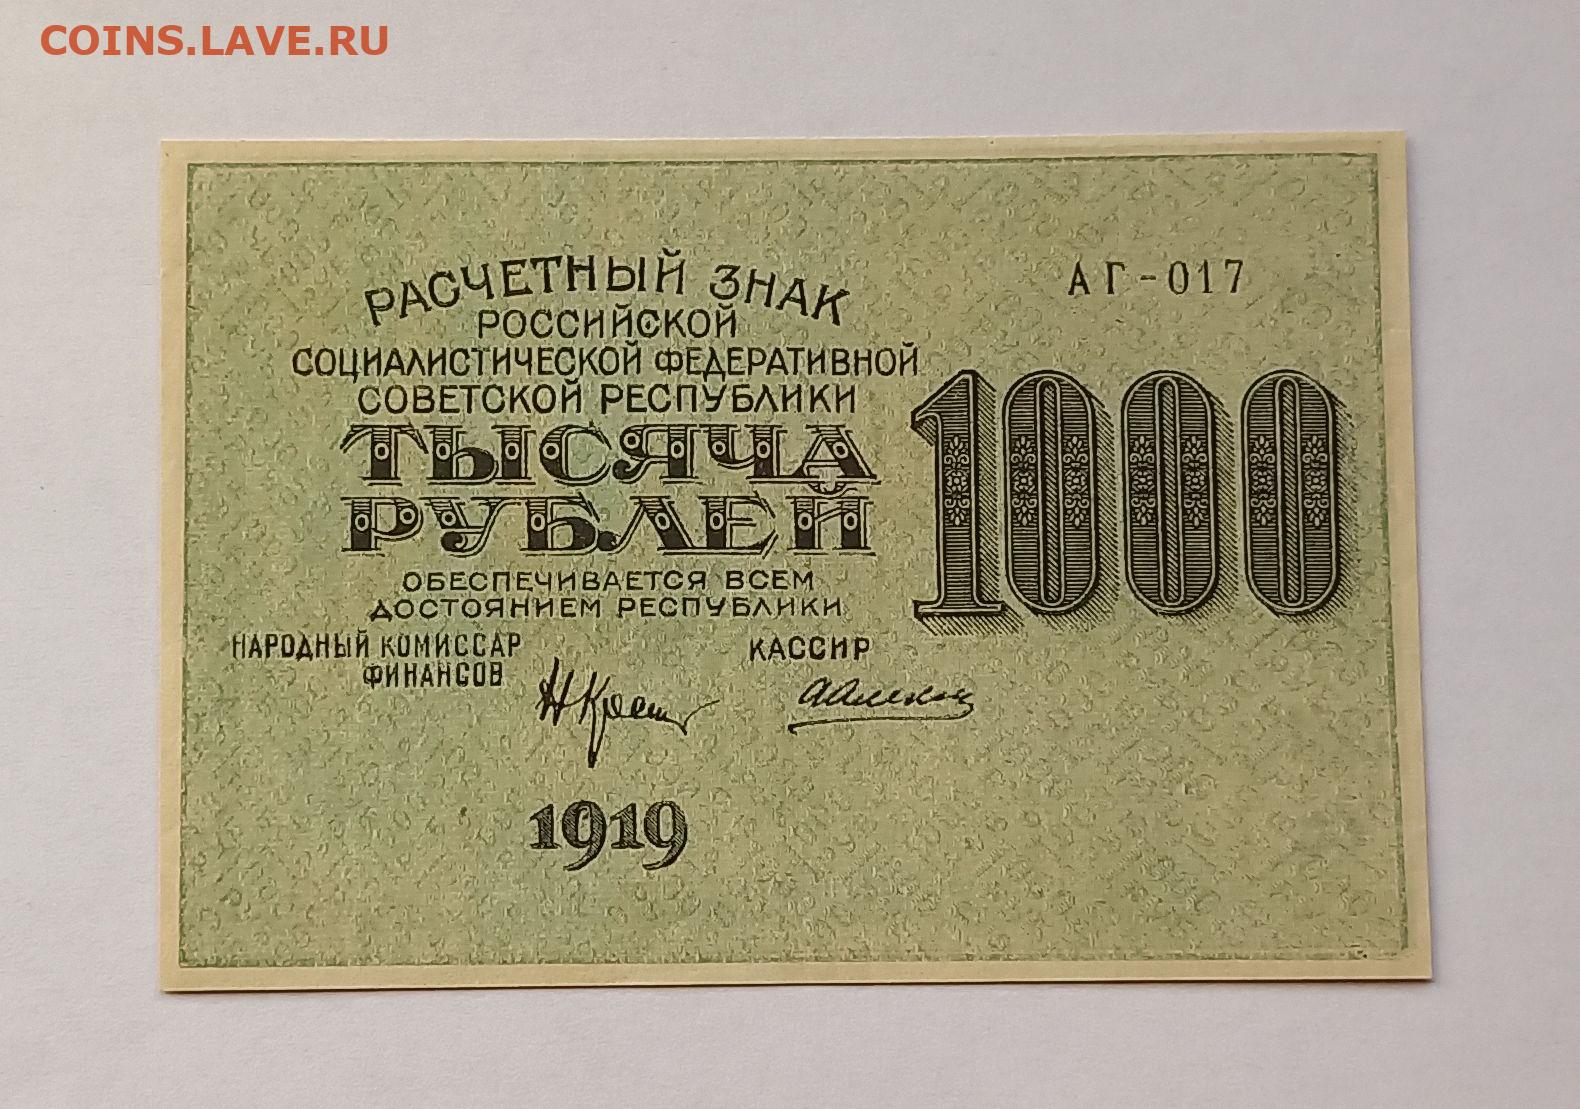 COINS.LAVE.RU
РАСЧЕТНЫЙ ЗНАК
РОССИЙСКОЙ
СОЦИАЛИСТИЧЕСКОЙ ФЕДЕРАТИВНОЙ
СОВЕТСКОЙ РЕСПУБЛИКИ
ТЫСЯЧА
РУБЛЕЙ
ОБЕСПЕЧИВАЕТСЯ ВСЕМ
ДОСТОЯНИЕМ РЕСПУБЛИКИ
АГ-017
1000
НАРОДНЫЙ КОМИССАР
ФИНАНСОВ
КАССИР
1919